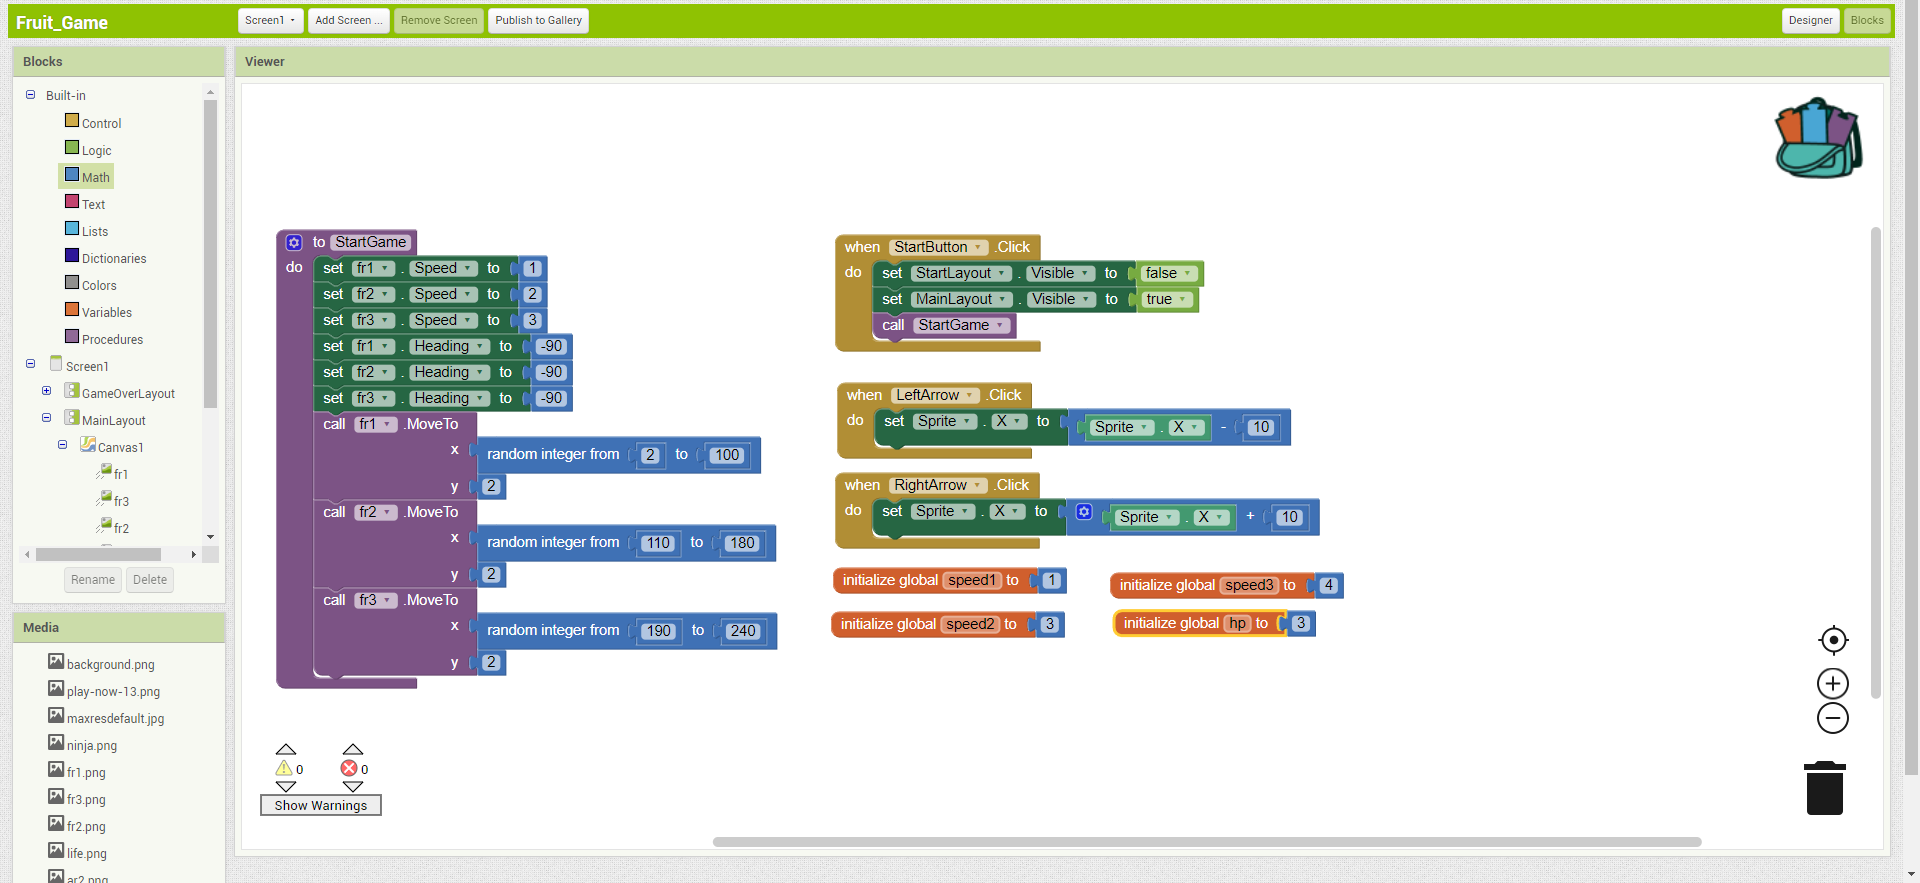 Fruit_Game
Screen1
Add Screen ...
Remove Screen
Publish to Gallery
Designer
Blocks
Blocks
Built-in
Control
Logic
Math
Text
Lists
Dictionaries
Colors
Variables
Procedures
Screen1
GameOverLayout
MainLayout
Canvas1
fr1
fr3
fr2
Rename
Delete
Media
background.png
play-now-13.png
maxresdefault.jpg
ninja.png
fr1.png
fr3.png
fr2.png
life.png
ar2.png
Viewer
to StartGame
do set fr1 . Speed to 1
set fr2 . Speed to 2
set fr3 . Speed to 3
set fr1 . Heading to -90
set fr2 . Heading to -90
set fr3 . Heading to -90
call fr1 .MoveTo
x random integer from 2 to 100
y 2
call fr2 .MoveTo
x random integer from 110 to 180
y 2
call fr3 .MoveTo
x random integer from 190 to 240
y 2
when StartButton .Click
do set StartLayout . Visible to false
set MainLayout . Visible to true
call StartGame
when LeftArrow .Click
do set Sprite . X to Sprite . X - 10
when RightArrow .Click
do set Sprite . X to Sprite . X + 10
initialize global speed1 to 1
initialize global speed3 to 4
initialize global speed2 to 3
initialize global hp to 3
0
0
Show Warnings